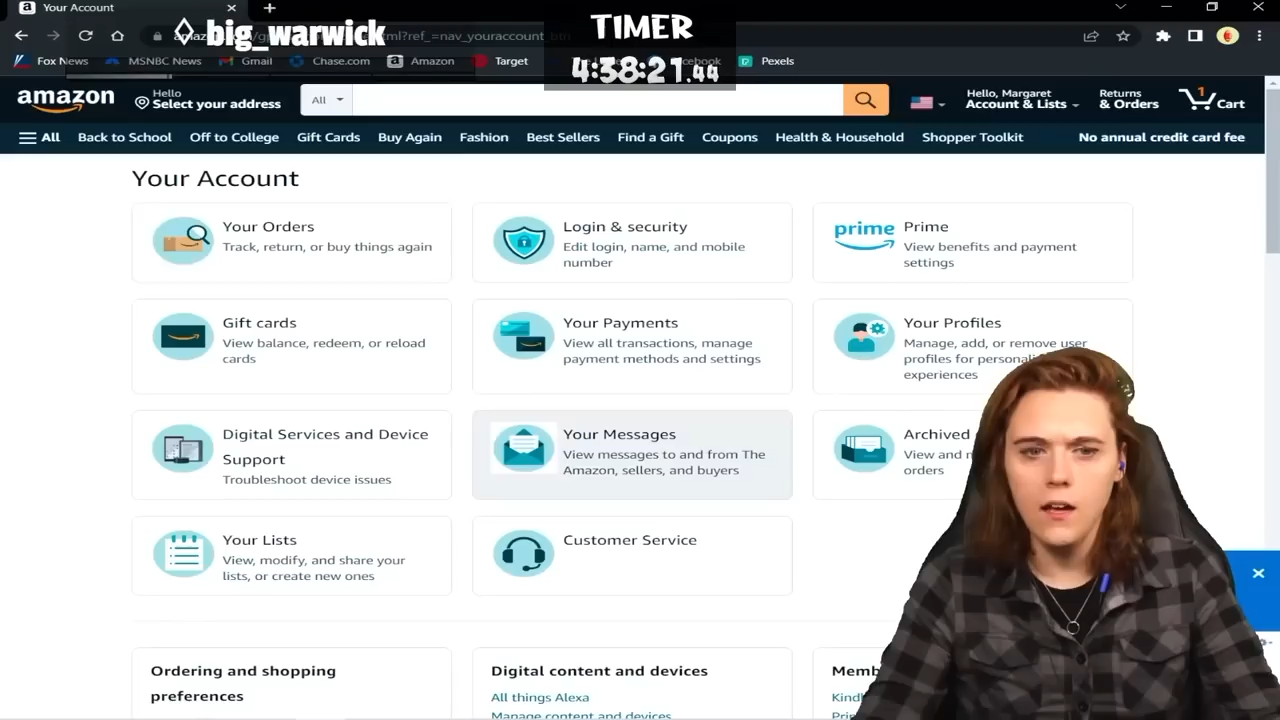 Your Account
big_warwick
TIMER
4:38:21.44
Fox News
MSNBC News
Gmail
Chase.com
Amazon
Target
Pexels
amazon
Hello
Select your address
All
Hello, Margaret
Account & Lists
Returns
& Orders
1
Cart
All
Back to School
Off to College
Gift Cards
Buy Again
Fashion
Best Sellers
Find a Gift
Coupons
Health & Household
Shopper Toolkit
No annual credit card fee
Your Account
Your Orders
Track, return, or buy things again
Login & security
Edit login, name, and mobile
number
prime
Prime
View benefits and payment
settings
Gift cards
View balance, redeem, or reload
cards
Your Payments
View all transactions, manage
payment methods and settings
Your Profiles
Manage, add, or remove user
profiles for
experiences
Digital Services and Device
Support
Troubleshoot device issues
Your Messages
View messages to and from The
Amazon, sellers, and buyers
Archived
View and
orders
Your Lists
View, modify, and share your
lists, or create new ones
Customer Service
Ordering and shopping
preferences
Digital content and devices
All things Alexa
Manage content and devices